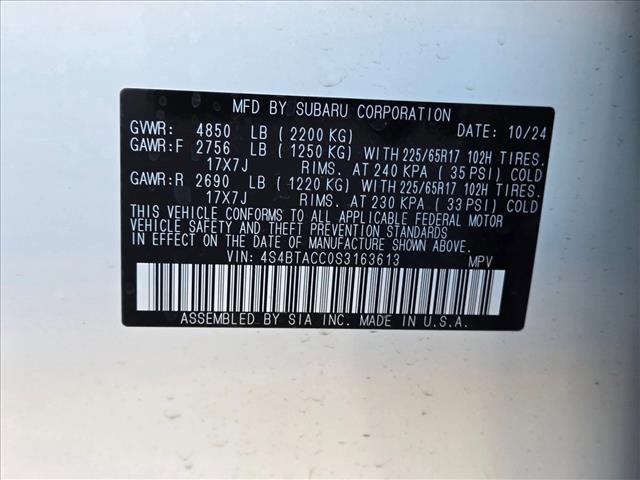 MFD BY SUBARU CORPORATION
GVWR: 4850 LB ( 2200 KG) DATE: 10/24
GAWR:F 2756 LB ( 1250 KG) WITH 225/65R17 102H TIRES.
17X7J RIMS. AT 240 KPA ( 35 PSI) COLD
GAWR:R 2690 LB ( 1220 KG) WITH 225/65R17 102H TIRES.
17X7J RIMS. AT 230 KPA ( 33 PSI) COLD
THIS VEHICLE CONFORMS TO ALL APPLICABLE FEDERAL MOTOR
VEHICLE SAFETY AND THEFT PREVENTION STANDARDS
IN EFFECT ON THE DATE OF MANUFACTURE SHOWN ABOVE.
VIN: 4S4BTACC0S3163613 MPV
ASSEMBLED BY SIA INC. MADE IN U.S.A.